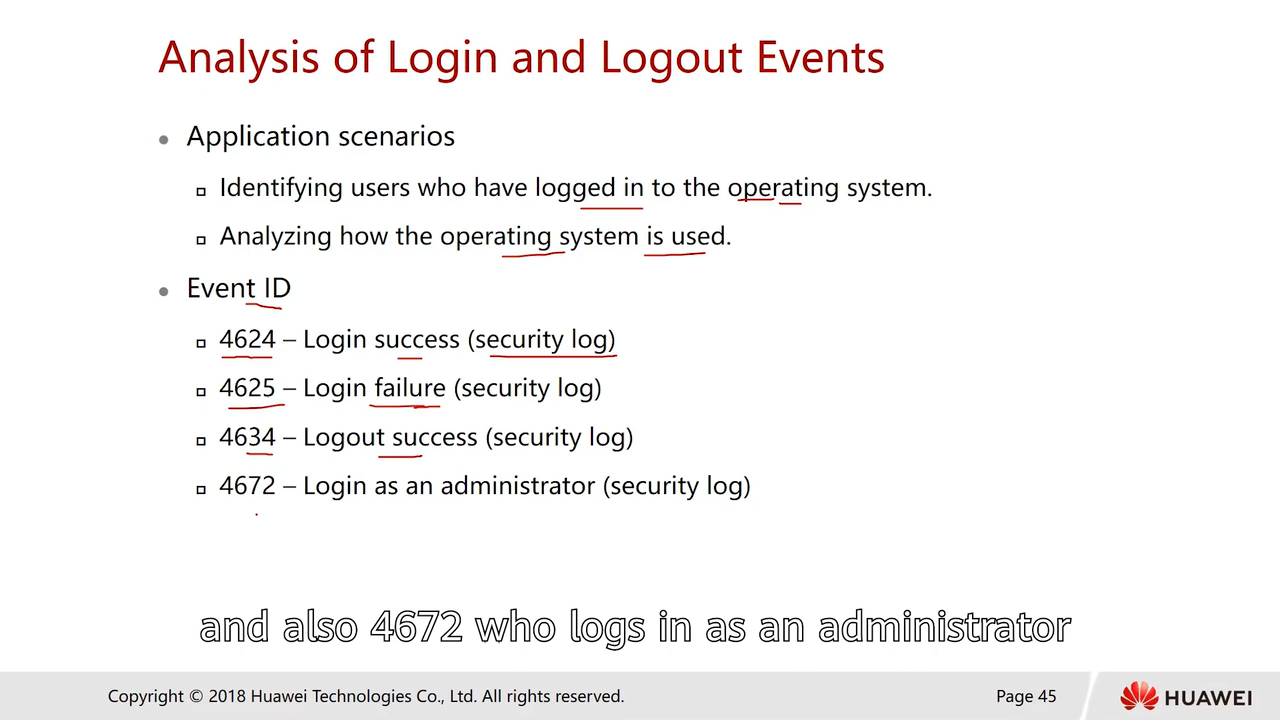 Analysis of Login and Logout Events
Application scenarios
Identifying users who have logged in to the operating system.
Analyzing how the operating system is used.
Event ID
4624 – Login success (security log)
4625 – Login failure (security log)
4634 – Logout success (security log)
4672 – Login as an administrator (security log)
and also 4672 who logs in as an administrator
Copyright © 2018 Huawei Technologies Co., Ltd. All rights reserved.
Page 45
HUAWEI